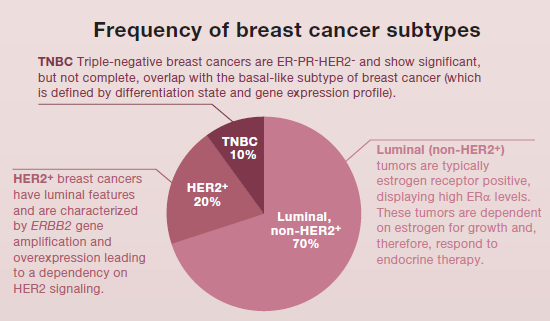 Frequency of breast cancer subtypes
TNBC Triple-negative breast cancers are ER-PR-HER2- and show significant,
but not complete, overlap with the basal-like subtype of breast cancer (which
is defined by differentiation state and gene expression profile).
TNBC
10%
HER2+
20%
Luminal,
non-HER2+
70%
HER2+ breast cancers
have luminal features
and are characterized
by ERBB2 gene
amplification and
overexpression leading
to a dependency on
HER2 signaling.
Luminal (non-HER2+)
tumors are typically
estrogen receptor positive,
displaying high ERα levels.
These tumors are dependent
on estrogen for growth and,
therefore, respond to
endocrine therapy.